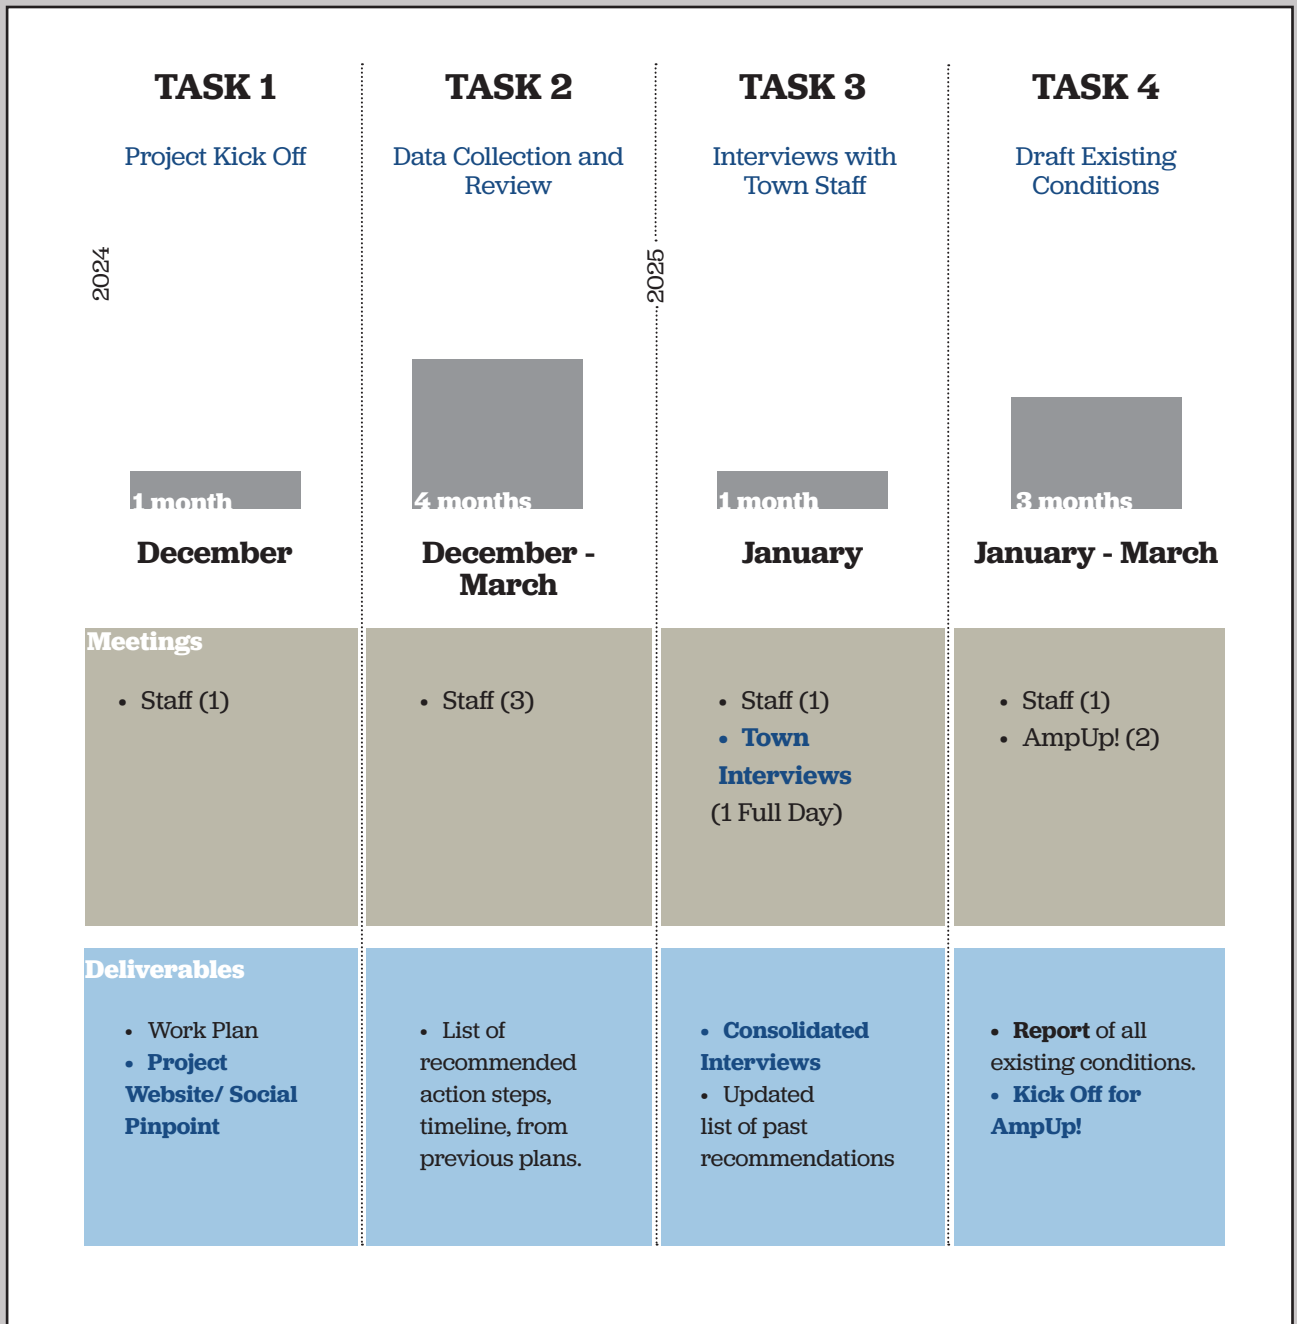 TASK 1
Project Kick Off
TASK 2
Data Collection and
Review
TASK 3
Interviews with
Town Staff
TASK 4
Draft Existing
Conditions
2024
2025
1 month
4 months
1 month
3 months
December
December -
March
January
January - March
Meetings
• Staff (1)
• Staff (3)
• Staff (1)
• Town
Interviews
(1 Full Day)
• Staff (1)
• AmpUp! (2)
Deliverables
• Work Plan
• Project
Website/ Social
Pinpoint
• List of
recommended
action steps,
timeline, from
previous plans.
• Consolidated
Interviews
• Updated
list of past
recommendations
• Report of all
existing conditions.
• Kick Off for
AmpUp!